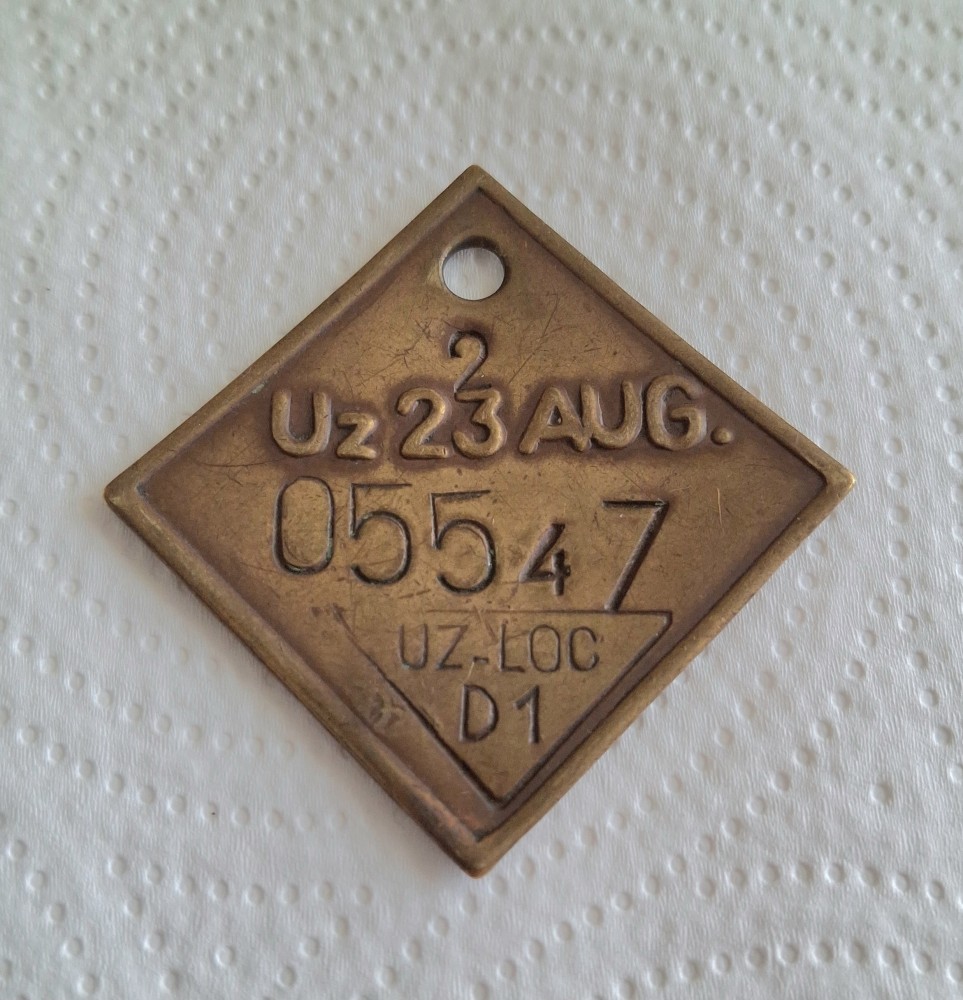 2
Uz 23 AUG.
05547
UZ-LOC
D1